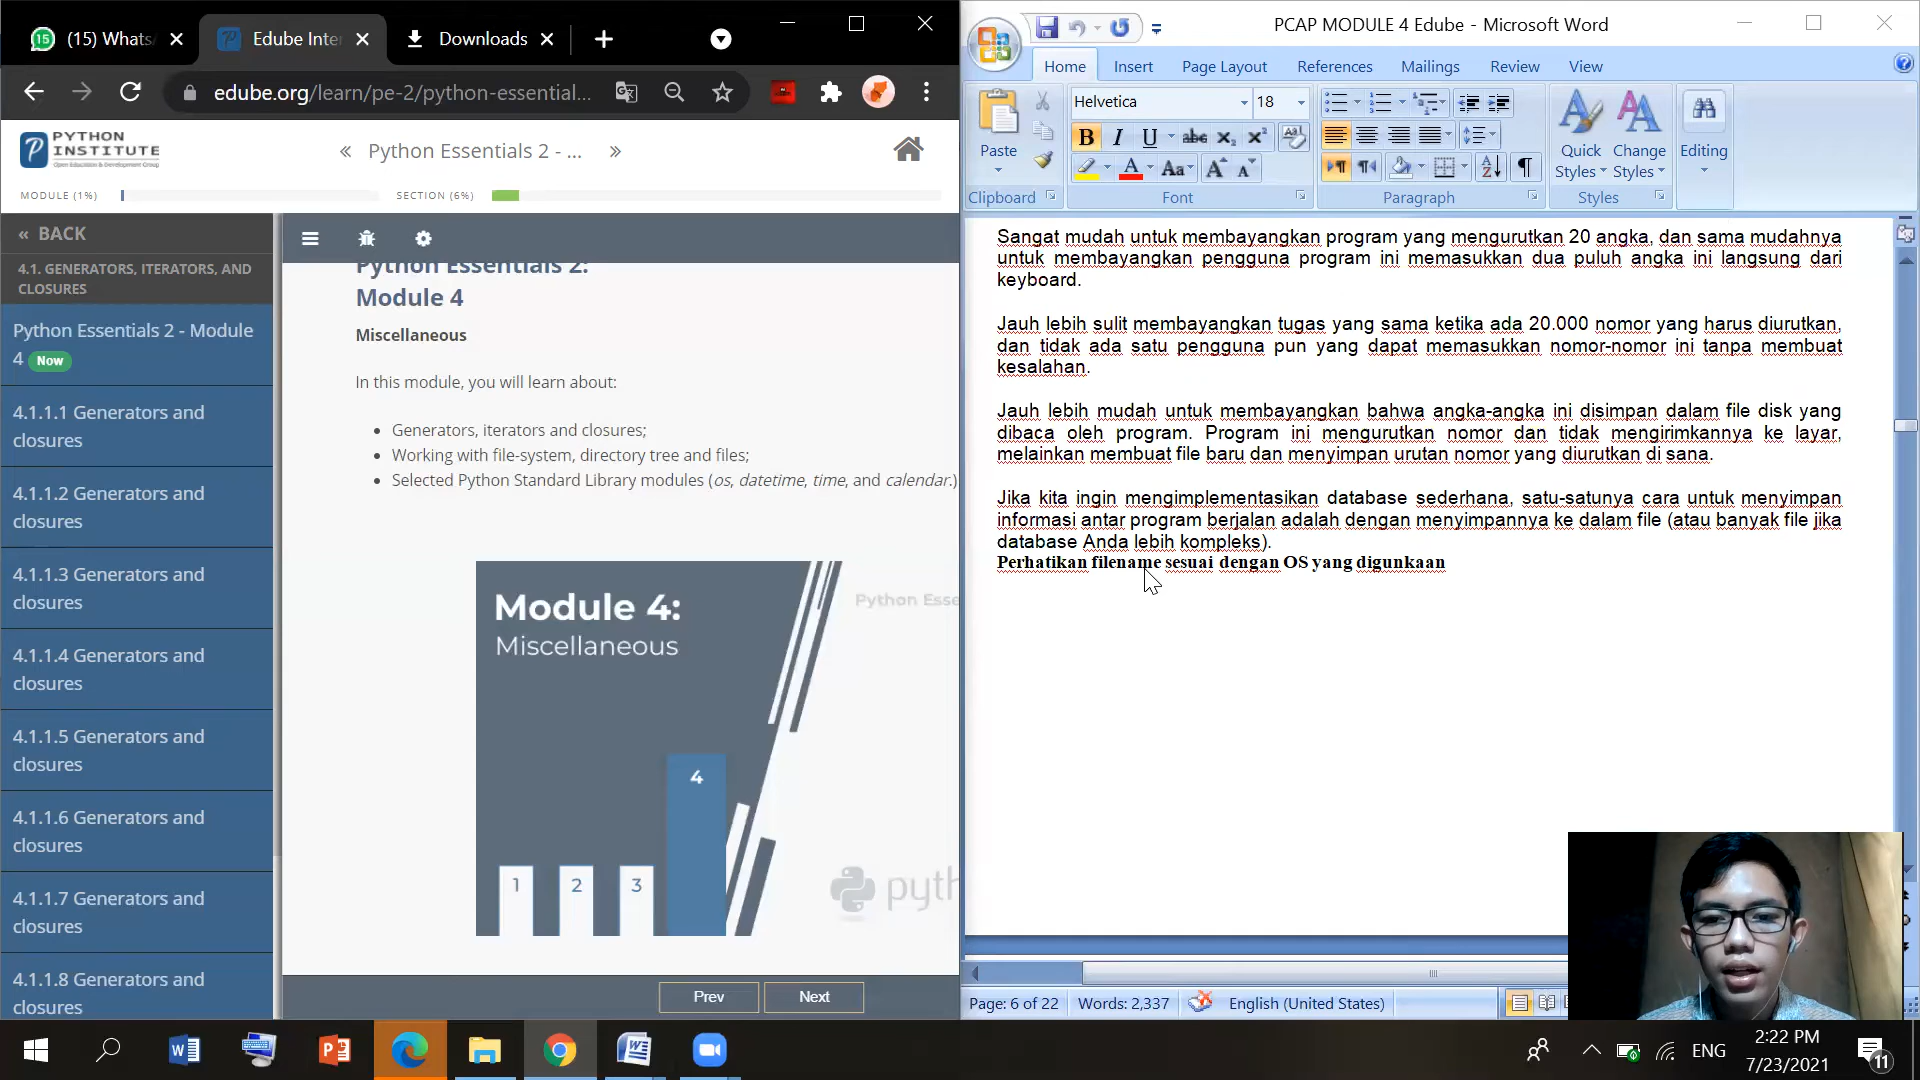 (15) Whats
Edube Inte
Downloads
edube.org/learn/pe-2/python-essential...
PYTHON
INSTITUTE
Open Education & Development Group
« Python Essentials 2 - ... »
MODULE (1%)
SECTION (6%)
« BACK
4.1. GENERATORS, ITERATORS, AND
CLOSURES
Python Essentials 2 - Module
4 Now
4.1.1.1 Generators and
closures
4.1.1.2 Generators and
closures
4.1.1.3 Generators and
closures
4.1.1.4 Generators and
closures
4.1.1.5 Generators and
closures
4.1.1.6 Generators and
closures
4.1.1.7 Generators and
closures
4.1.1.8 Generators and
closures
Python Essentials 2:
Module 4
Miscellaneous
In this module, you will learn about:
• Generators, iterators and closures;
• Working with file-system, directory tree and files;
• Selected Python Standard Library modules (os, datetime, time, and calendar.)
Module 4:
Miscellaneous
Python Esse
4
1 2 3
pyth
Prev
Next
PCAP MODULE 4 Edube - Microsoft Word
Home Insert Page Layout References Mailings Review View
Helvetica 18
Paste
Quick
Styles
Change
Styles
Editing
Clipboard Font Paragraph Styles
Sangat mudah untuk membayangkan program yang mengurutkan 20 angka, dan sama mudahnya
untuk membayangkan pengguna program ini memasukkan dua puluh angka ini langsung dari
keyboard.
Jauh lebih sulit membayangkan tugas yang sama ketika ada 20.000 nomor yang harus diurutkan,
dan tidak ada satu pengguna pun yang dapat memasukkan nomor-nomor ini tanpa membuat
kesalahan.
Jauh lebih mudah untuk membayangkan bahwa angka-angka ini disimpan dalam file disk yang
dibaca oleh program. Program ini mengurutkan nomor dan tidak mengirimkannya ke layar,
melainkan membuat file baru dan menyimpan urutan nomor yang diurutkan di sana.
Jika kita ingin mengimplementasikan database sederhana, satu-satunya cara untuk menyimpan
informasi antar program berjalan adalah dengan menyimpannya ke dalam file (atau banyak file jika
database Anda lebih kompleks).
Perhatikan filename sesuai dengan OS yang digunkaan
Page: 6 of 22 Words: 2,337 English (United States)
ENG
2:22 PM
7/23/2021
11